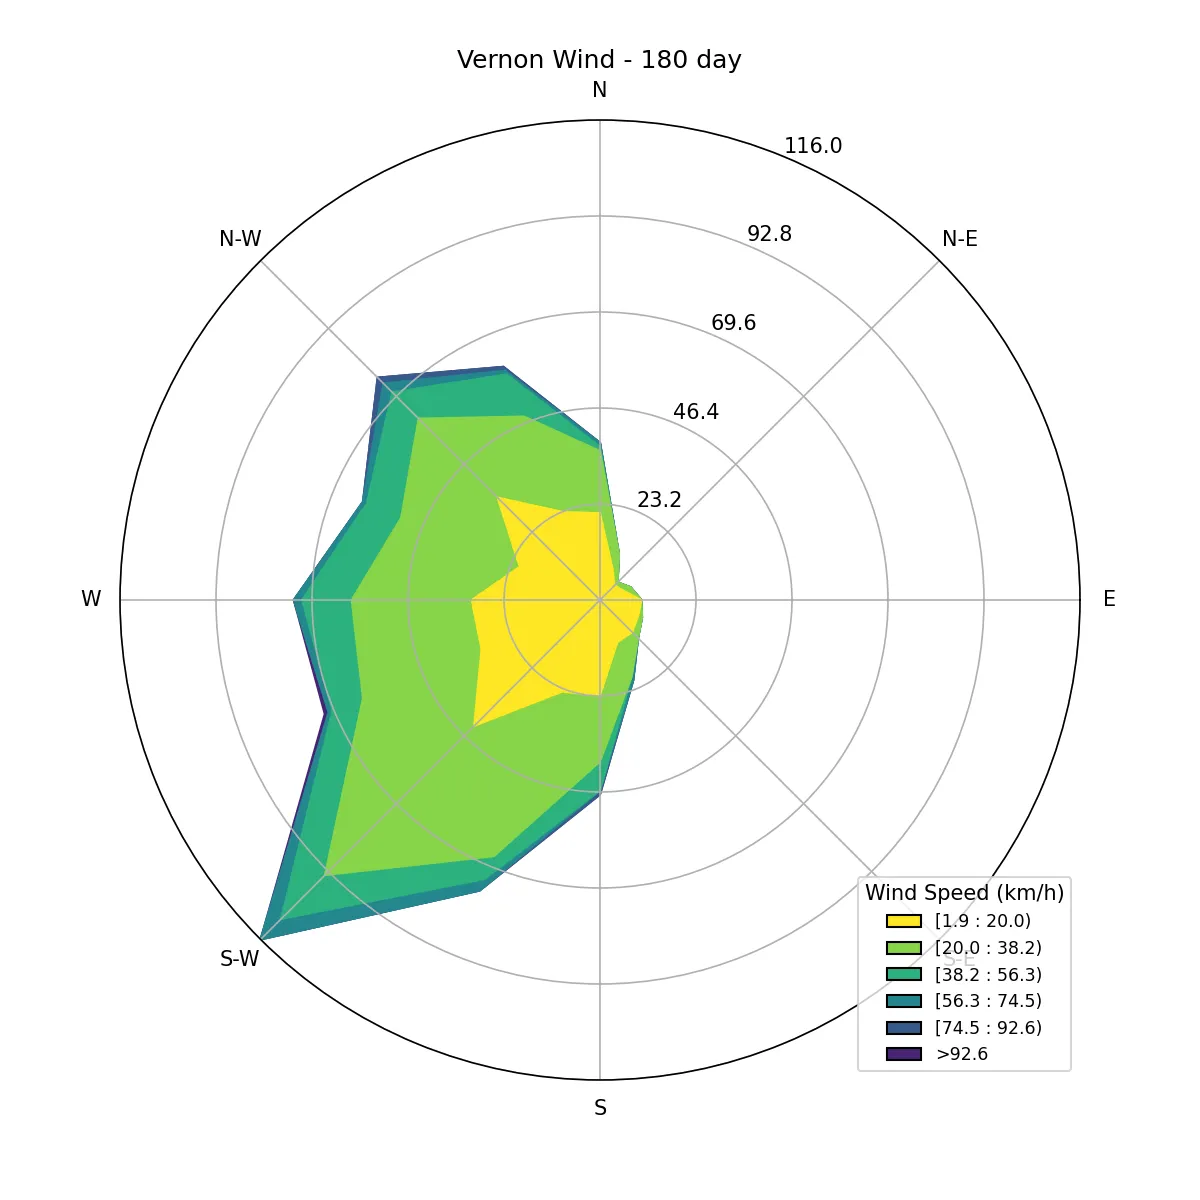 Vernon Wind - 180 day
N
116.0
N-W
N-E
92.8
69.6
46.4
23.2
W
E
S-W
S-E
S
Wind Speed (km/h)
[1.9 : 20.0)
[20.0 : 38.2)
[38.2 : 56.3)
[56.3 : 74.5)
[74.5 : 92.6)
>92.6